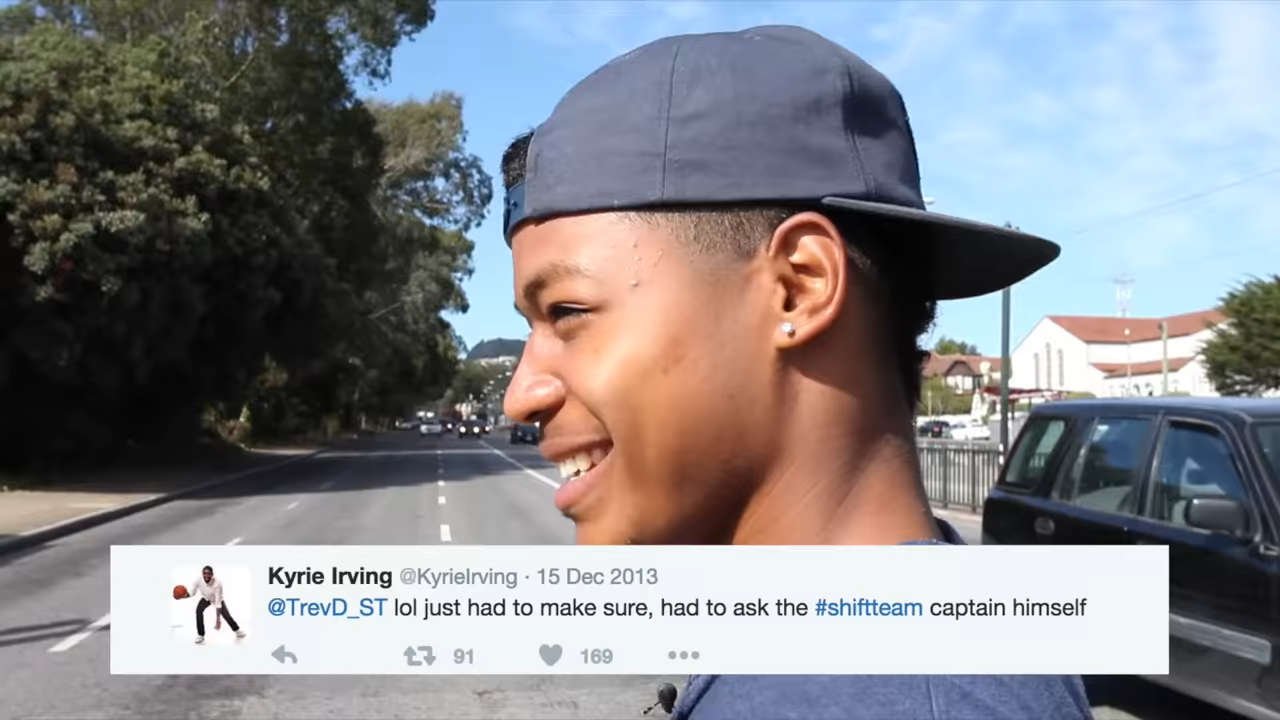 Kyrie Irving @KyrieIrving · 15 Dec 2013
@TrevD_ST lol just had to make sure, had to ask the #shiftteam captain himself
91 169